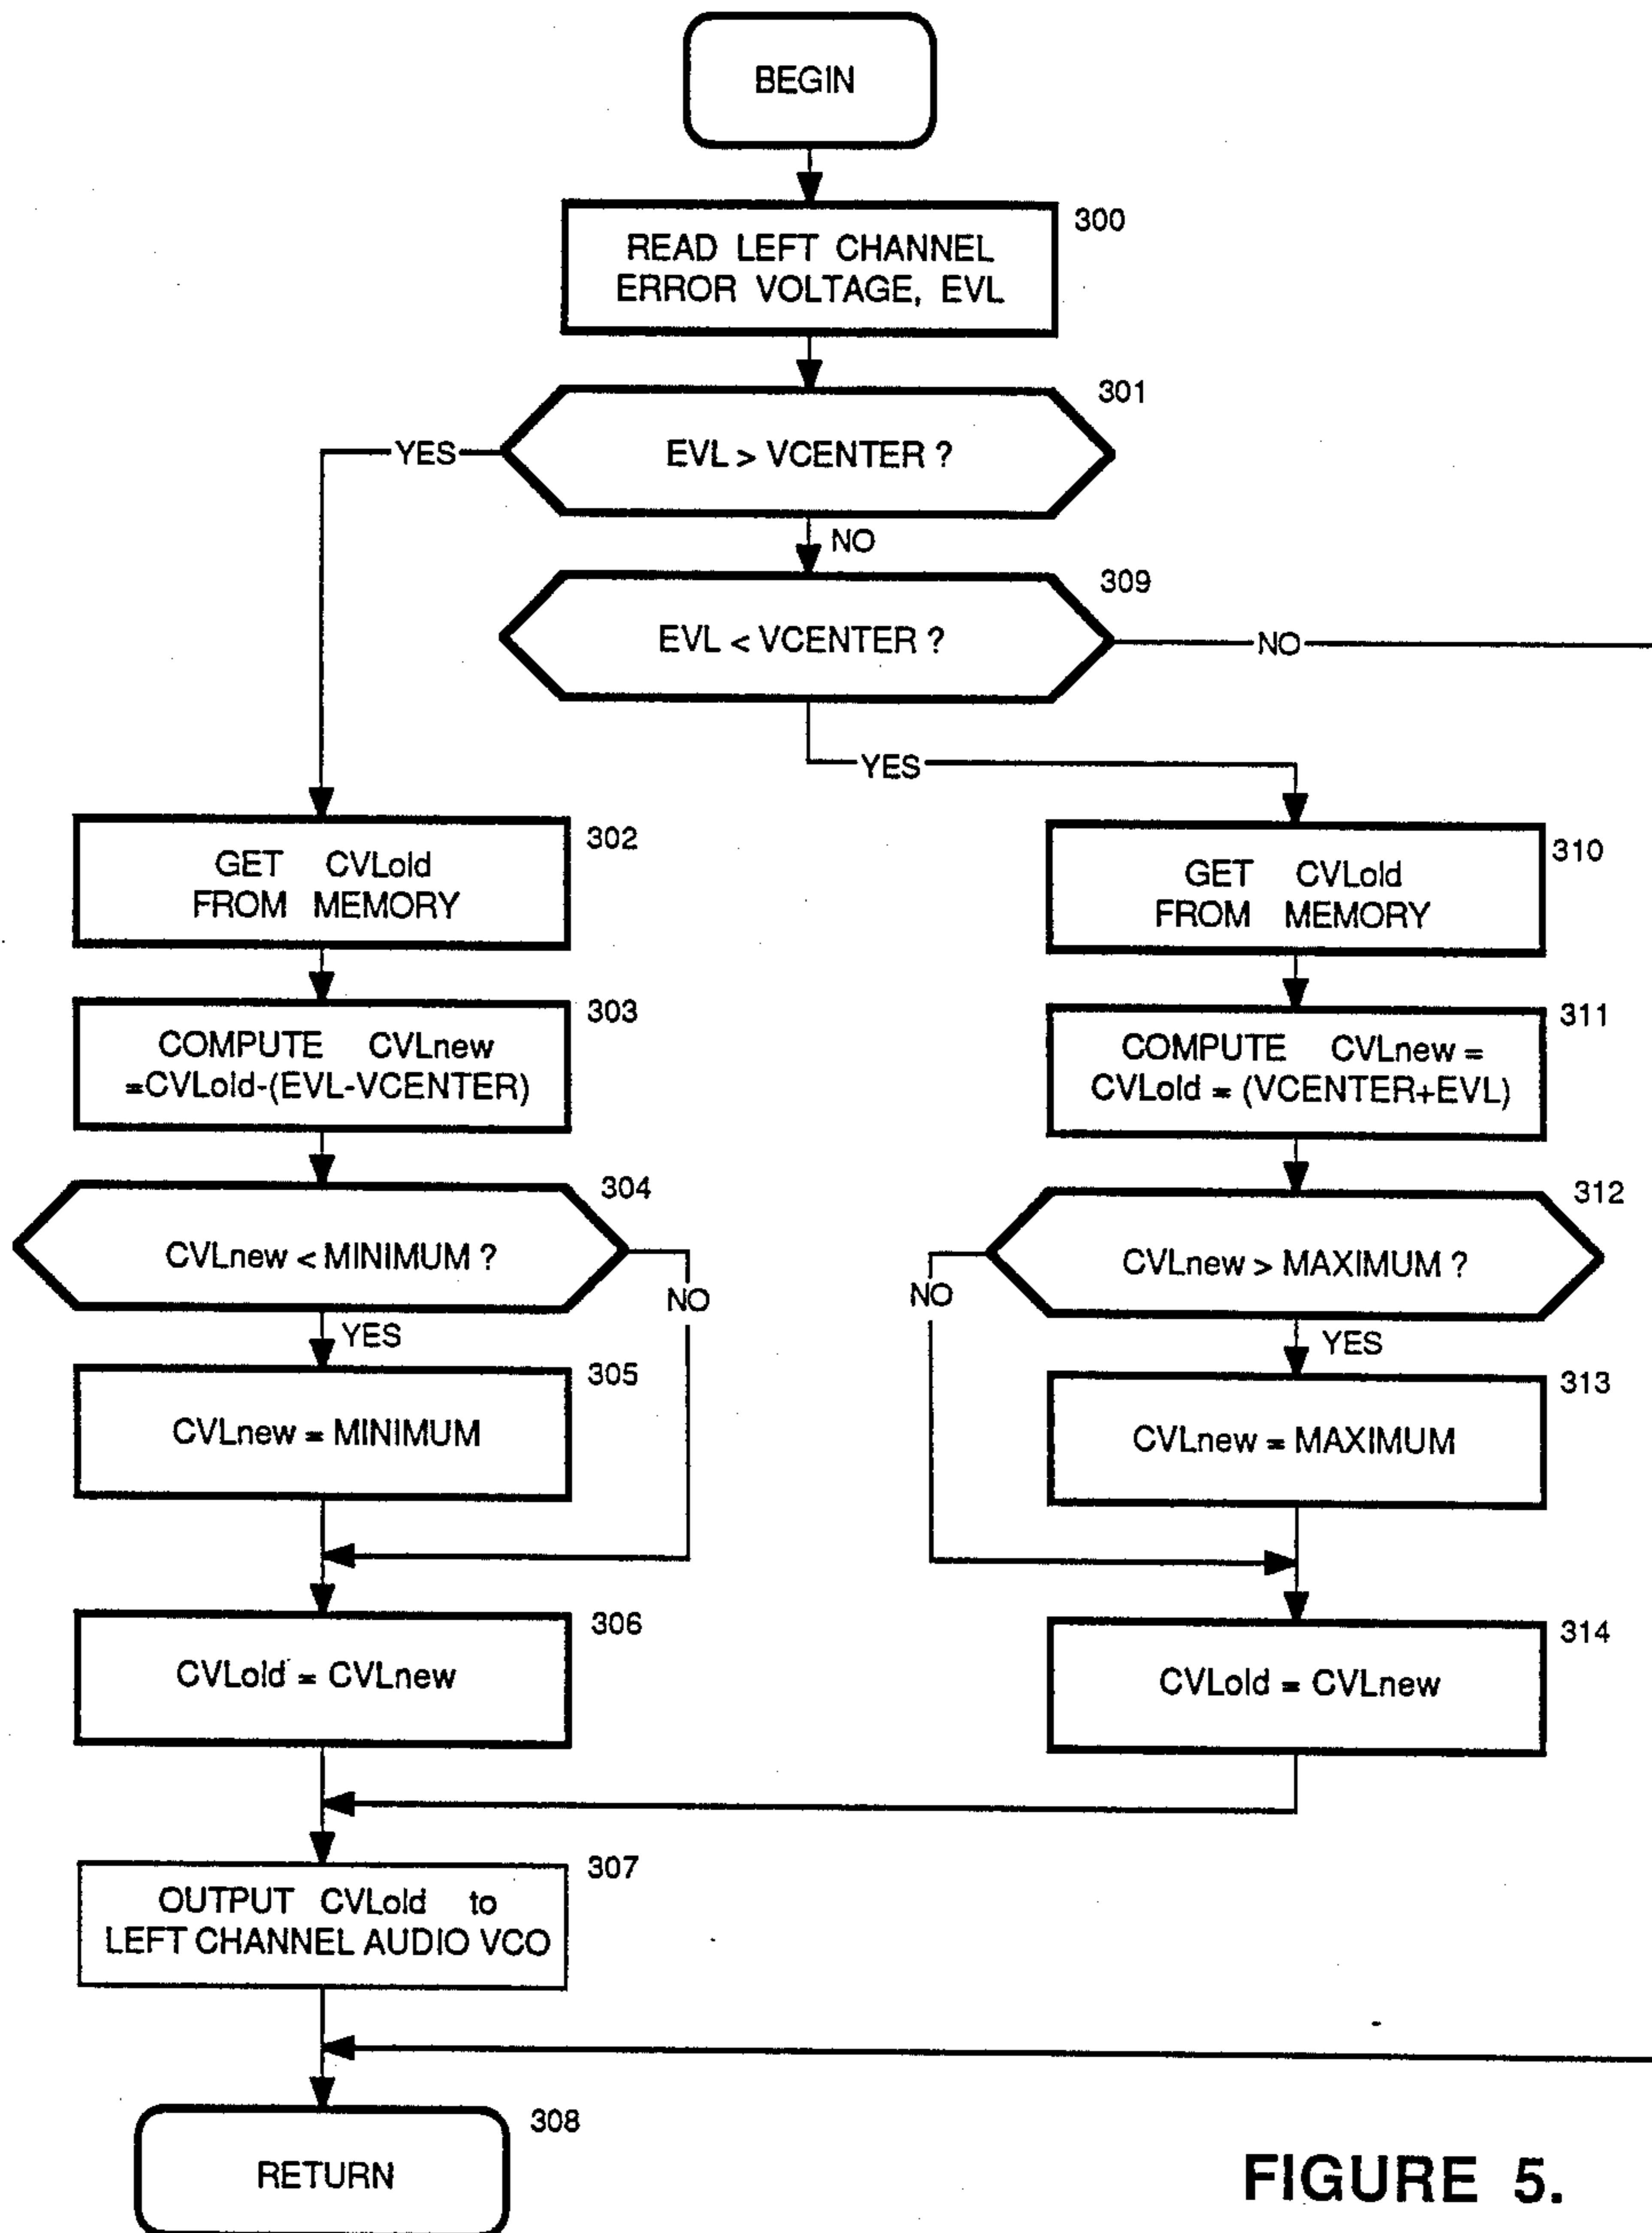 BEGIN
300
READ LEFT CHANNEL
ERROR VOLTAGE, EVL
301
EVL > VCENTER ?
YES
NO
309
EVL < VCENTER ?
NO
YES
302
GET CVLold
FROM MEMORY
310
GET CVLold
FROM MEMORY
303
COMPUTE CVLnew
=CVLold-(EVL-VCENTER)
311
COMPUTE CVLnew =
CVLold = (VCENTER+EVL)
304
CVLnew < MINIMUM ?
NO
YES
312
CVLnew > MAXIMUM ?
NO
YES
305
CVLnew = MINIMUM
313
CVLnew = MAXIMUM
306
CVLold = CVLnew
314
CVLold = CVLnew
307
OUTPUT CVLold to
LEFT CHANNEL AUDIO VCO
308
RETURN
FIGURE 5.